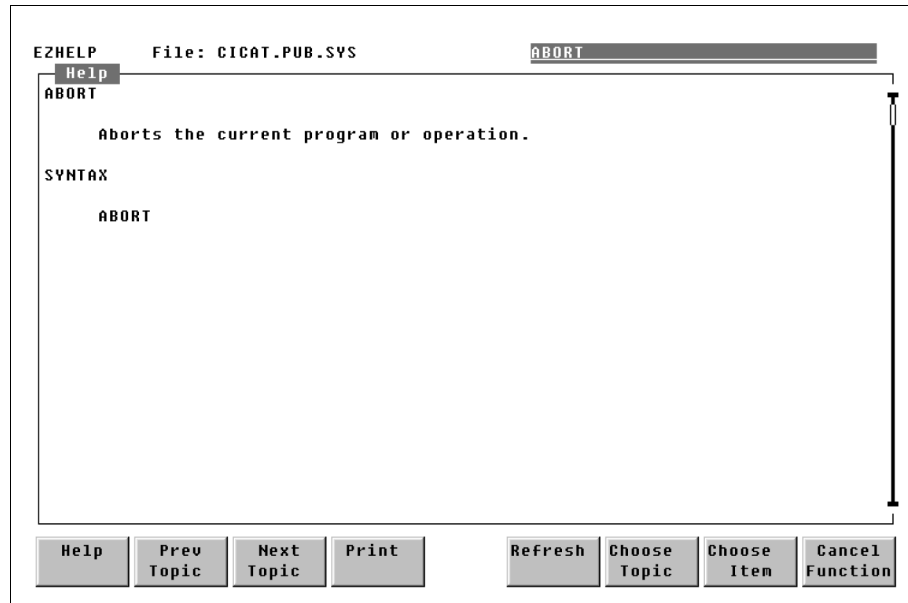 EZHELP File: CICAT.PUB.SYS ABORT
Help
ABORT
Aborts the current program or operation.
SYNTAX
ABORT
Help Prev Next Print Refresh Choose Choose Cancel
Topic Topic Topic Item Function